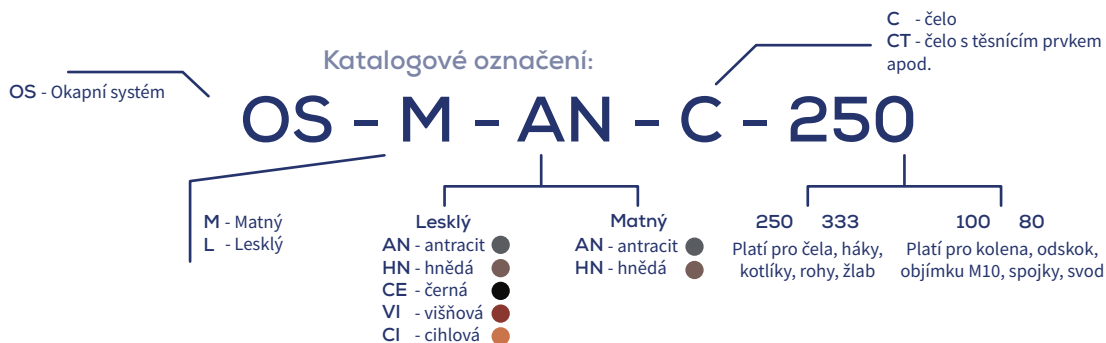 C - čelo
CT - čelo s těsnícím prvkem
apod.
Katalogové označení:
OS - Okapní systém
OS - M - AN - C - 250
M - Matný
L - Lesklý
Lesklý
AN - antracit
HN - hnědá
CE - černá
VI - višňová
CI - cihlová
Matný
AN - antracit
HN - hnědá
250 333
Platí pro čela, háky,
kotlíky, rohy, žlab
100 80
Platí pro kolena, odskok,
objímku M10, spojky, svod